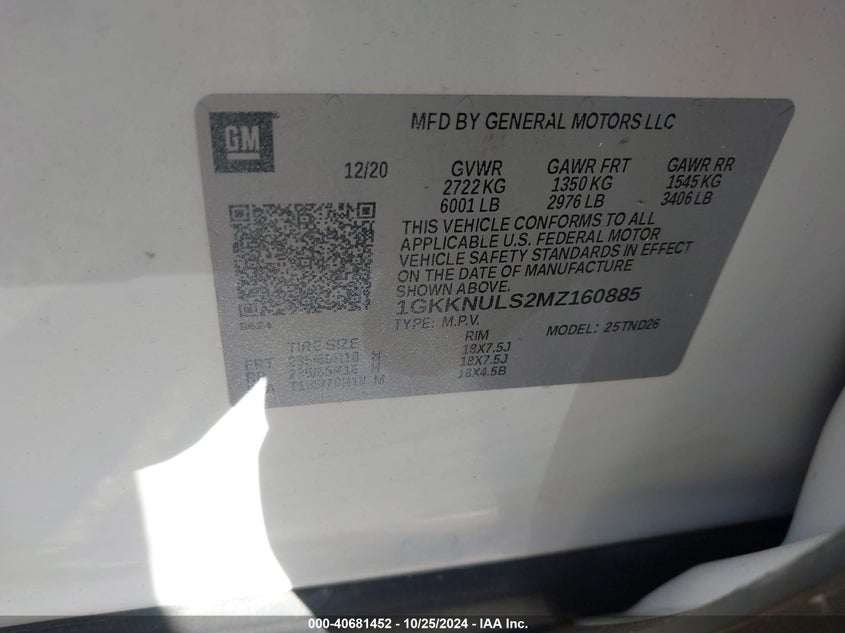 GM
MFD BY GENERAL MOTORS LLC
12/20 GVWR GAWR FRT GAWR RR
2722 KG 1350 KG 1545 KG
6001 LB 2976 LB 3406 LB
THIS VEHICLE CONFORMS TO ALL
APPLICABLE U.S. FEDERAL MOTOR
VEHICLE SAFETY STANDARDS IN EFFECT
ON THE DATE OF MANUFACTURE
SHOWN ABOVE.
1GKKNULS2MZ160885
TYPE: M.P.V. MODEL: 25TND26
TIRE SIZE RIM
FRT H 18X7.5J
H 18X7.5J
M 18X4.5B
000-40681452 - 10/25/2024 - IAA Inc.